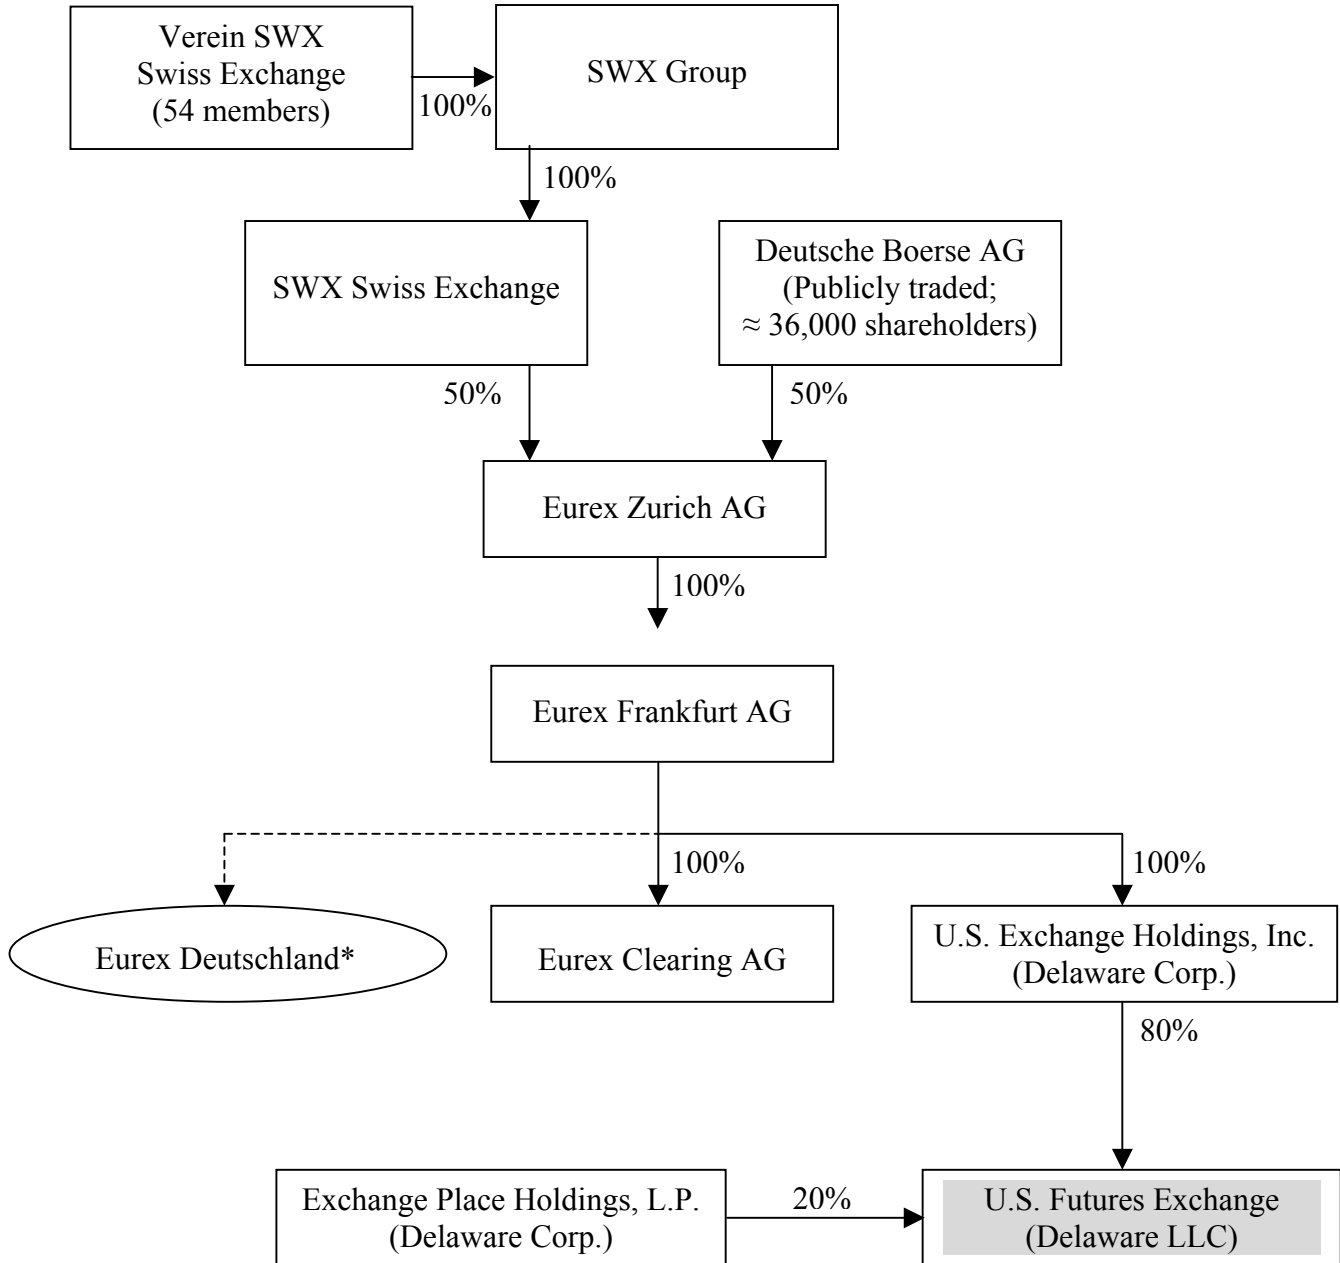 Verein SWX
Swiss Exchange
(54 members)
100%
SWX Group
100%
SWX Swiss Exchange
Deutsche Boerse AG
(Publicly traded;
≈ 36,000 shareholders)
50%
50%
Eurex Zurich AG
100%
Eurex Frankfurt AG
100%
100%
Eurex Deutschland*
Eurex Clearing AG
U.S. Exchange Holdings, Inc.
(Delaware Corp.)
80%
Exchange Place Holdings, L.P.
(Delaware Corp.)
20%
U.S. Futures Exchange
(Delaware LLC)